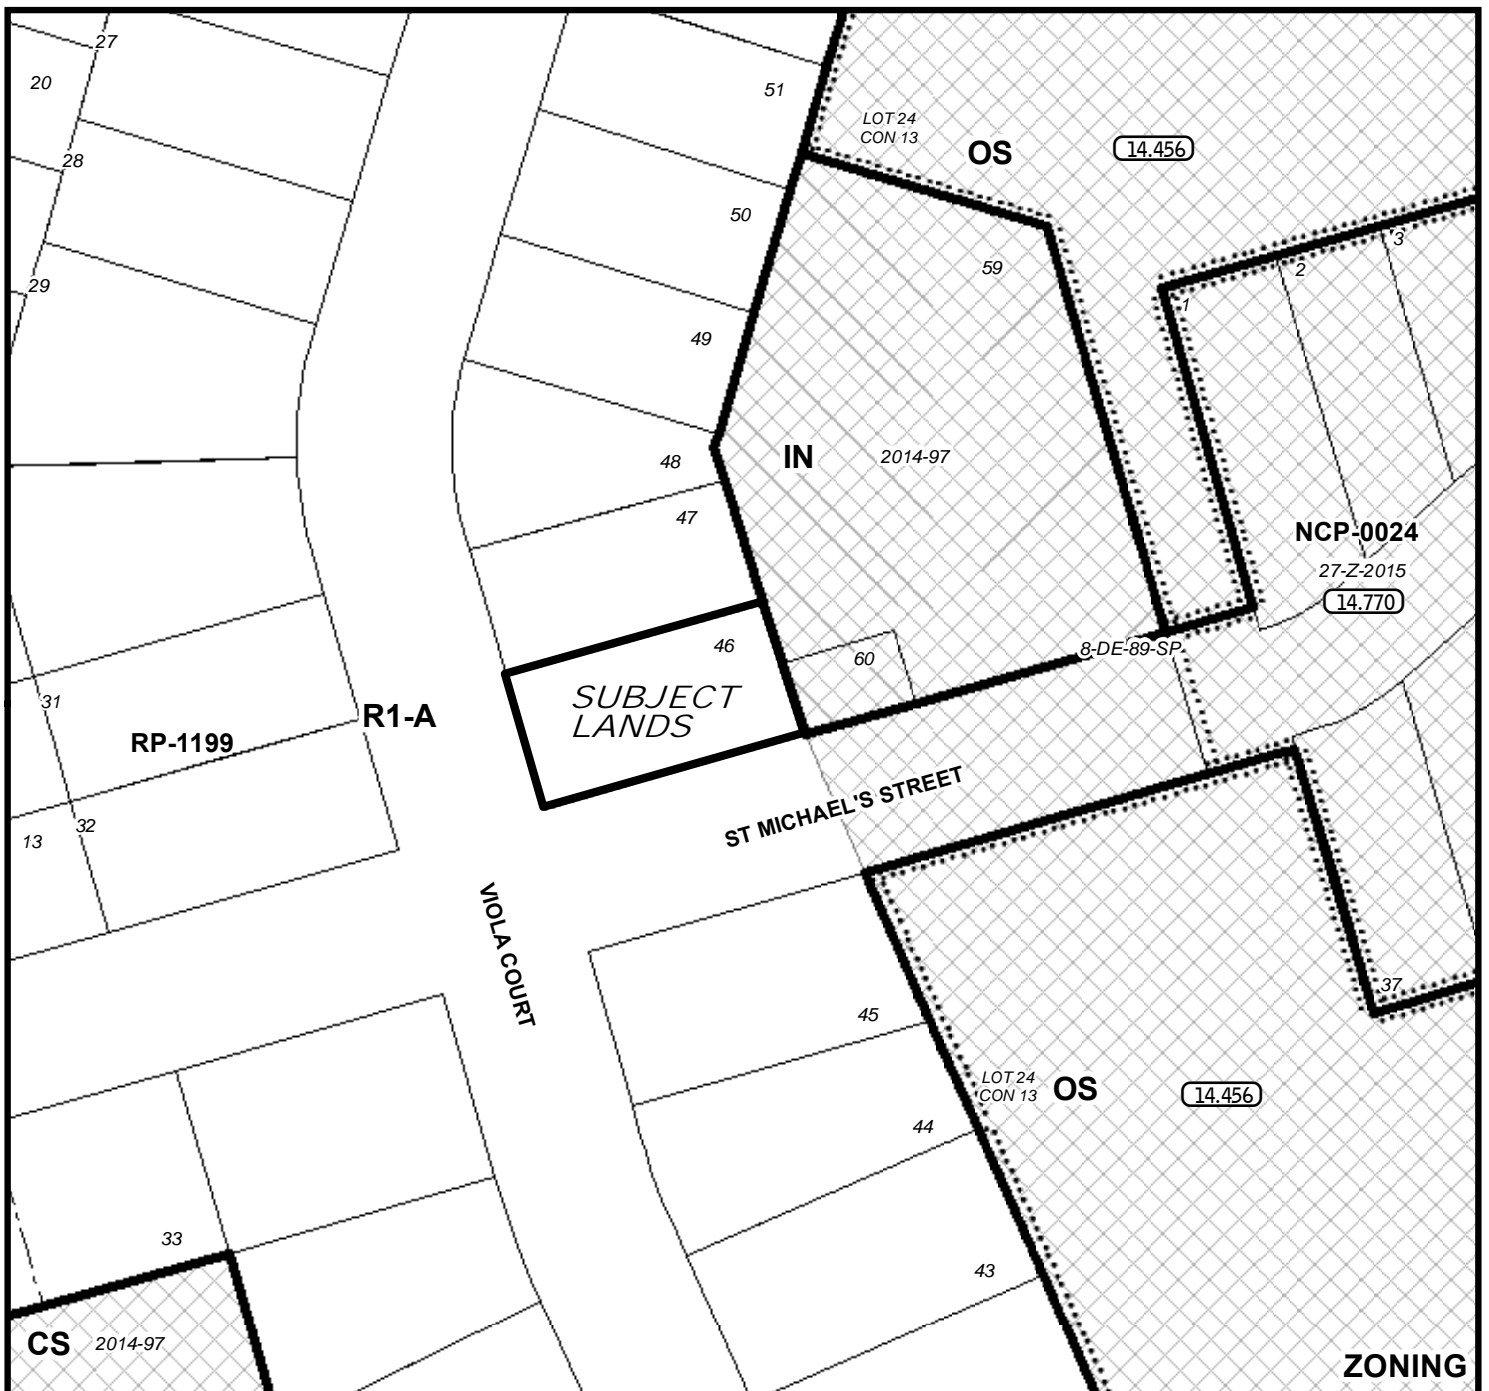 27
20
51
LOT 24
CON 13
OS
14.456
28
50
3
59
2
29
1
49
48
IN
2014-97
47
NCP-0024
27-Z-2015
14.770
46
8-DE-89-SP
60
31
SUBJECT
LANDS
R1-A
RP-1199
ST MICHAEL'S STREET
32
13
VIOLA COURT
37
45
LOT 24
CON 13
OS
14.456
44
33
43
CS
2014-97
ZONING